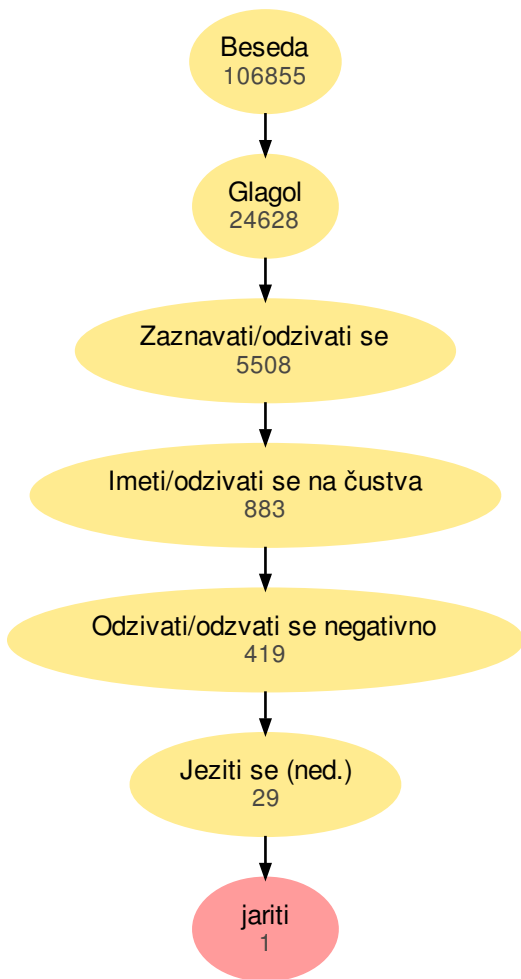 Beseda
106855
Glagol
24628
Zaznavati/odzivati se
5508
Imeti/odzivati se na čustva
883
Odzivati/odzvati se negativno
419
Jeziti se (ned.)
29
jariti
1